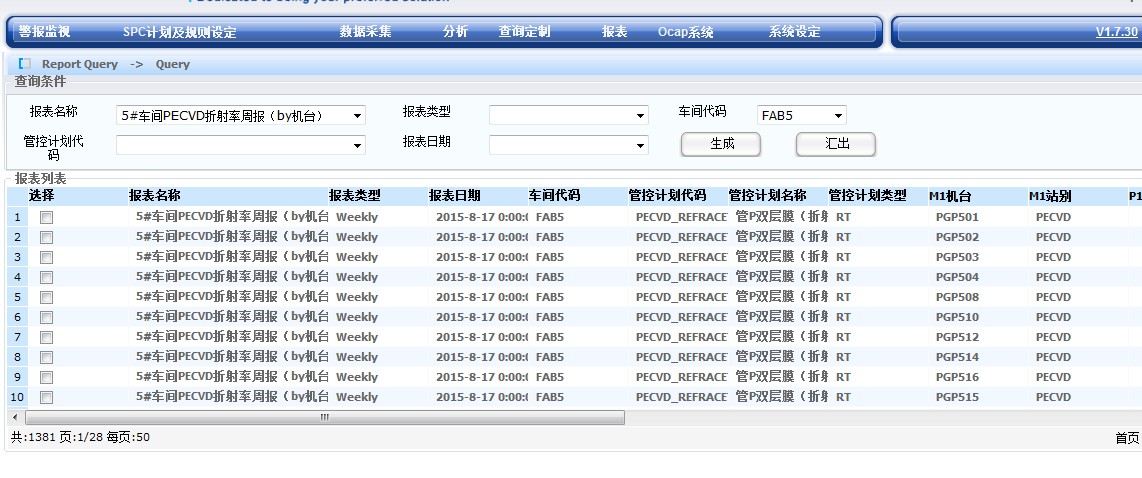 Dedicated to being your preferred solution
警报监视 SPC计划及规则设定 数据采集 分析 查询定制 报表 Ocap系统 系统设定 V1.7.30
Report Query -> Query
查询条件
报表名称 5#车间PECVD折射率周报（by机台） 报表类型 车间代码 FAB5
管控计划代码 报表日期 生成 汇出
报表列表
选择 报表名称 报表类型 报表日期 车间代码 管控计划代码 管控计划名称 管控计划类型 M1机台 M1站别 P1
1 5#车间PECVD折射率周报（by机台 Weekly 2015-8-17 0:00:0 FAB5 PECVD_REFRACE 管P双层膜（折射 RT PGP501 PECVD
2 5#车间PECVD折射率周报（by机台 Weekly 2015-8-17 0:00:0 FAB5 PECVD_REFRACE 管P双层膜（折射 RT PGP502 PECVD
3 5#车间PECVD折射率周报（by机台 Weekly 2015-8-17 0:00:0 FAB5 PECVD_REFRACE 管P双层膜（折射 RT PGP503 PECVD
4 5#车间PECVD折射率周报（by机台 Weekly 2015-8-17 0:00:0 FAB5 PECVD_REFRACE 管P双层膜（折射 RT PGP504 PECVD
5 5#车间PECVD折射率周报（by机台 Weekly 2015-8-17 0:00:0 FAB5 PECVD_REFRACE 管P双层膜（折射 RT PGP508 PECVD
6 5#车间PECVD折射率周报（by机台 Weekly 2015-8-17 0:00:0 FAB5 PECVD_REFRACE 管P双层膜（折射 RT PGP510 PECVD
7 5#车间PECVD折射率周报（by机台 Weekly 2015-8-17 0:00:0 FAB5 PECVD_REFRACE 管P双层膜（折射 RT PGP512 PECVD
8 5#车间PECVD折射率周报（by机台 Weekly 2015-8-17 0:00:0 FAB5 PECVD_REFRACE 管P双层膜（折射 RT PGP514 PECVD
9 5#车间PECVD折射率周报（by机台 Weekly 2015-8-17 0:00:0 FAB5 PECVD_REFRACE 管P双层膜（折射 RT PGP516 PECVD
10 5#车间PECVD折射率周报（by机台 Weekly 2015-8-17 0:00:0 FAB5 PECVD_REFRACE 管P双层膜（折射 RT PGP515 PECVD
共:1381 页:1/28 每页:50 首页